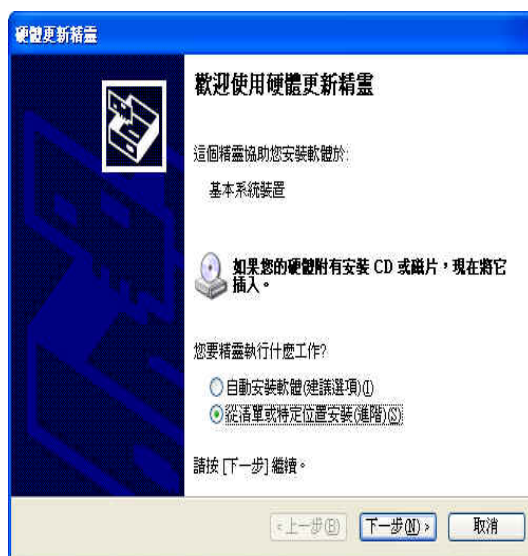 硬體更新精靈
歡迎使用硬體更新精靈
這個精靈協助您安裝軟體於:
基本系統裝置
如果您的硬體附有安裝 CD 或磁片，現在將它
插入。
您要精靈執行什麼工作?
自動安裝軟體(建議選項)(I)
從清單或特定位置安裝(進階)(S)
請按 [下一步] 繼續。
<上一步(B) 下一步(N)> 取消